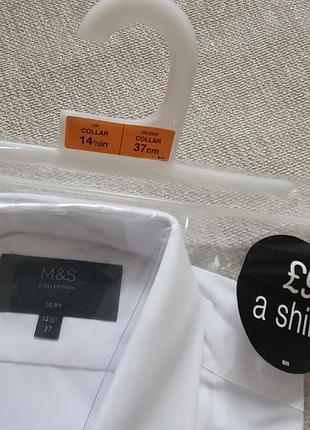 UK
COLLAR
14½in
UK/EUR
COLLAR
37cm
M&S
COLLECTION
SLIM
14½
37
£9
a shi